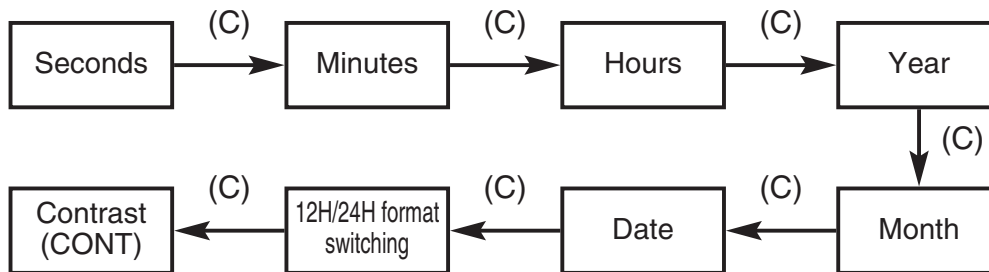 (C) (C) (C)
Seconds Minutes Hours Year
(C)
(C) (C) (C)
Contrast
(CONT)
12H/24H format
switching
Date
Month